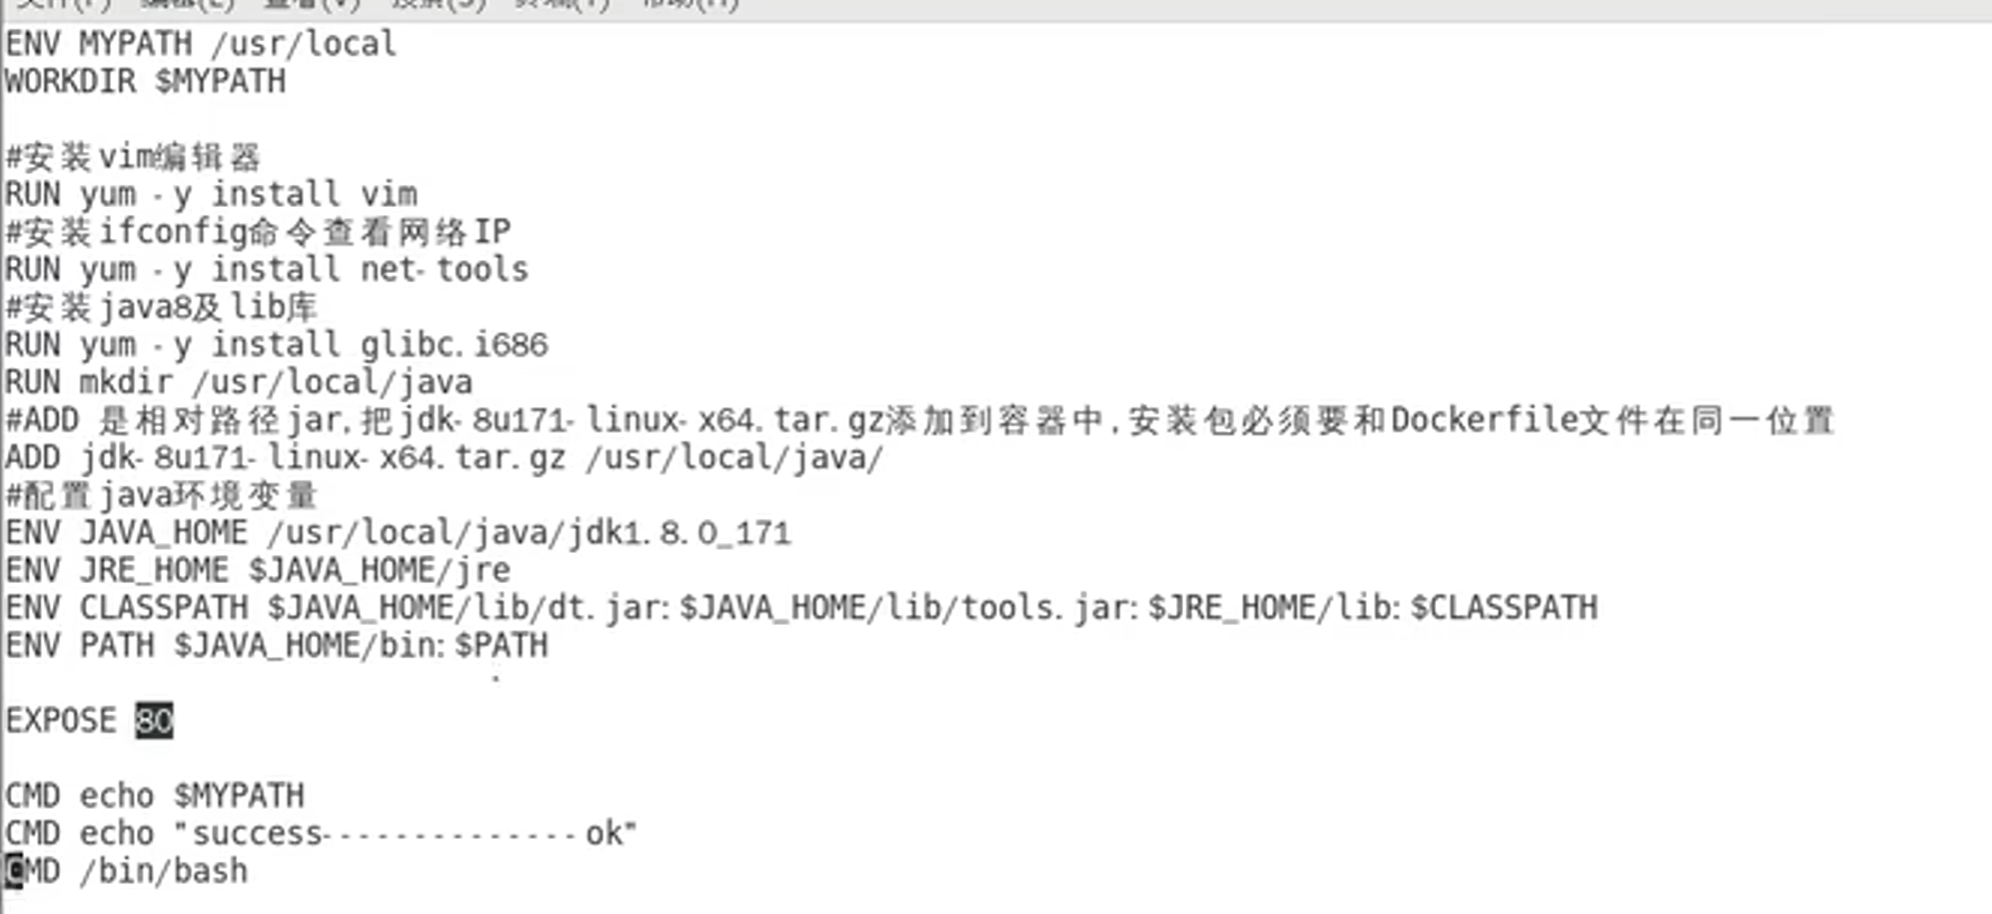 ENV MYPATH /usr/local
WORKDIR $MYPATH
#安装vim编辑器
RUN yum -y install vim
#安装ifconfig命令查看网络IP
RUN yum -y install net-tools
#安装java8及lib库
RUN yum -y install glibc.i686
RUN mkdir /usr/local/java
#ADD 是相对路径jar,把jdk-8u171-linux-x64.tar.gz添加到容器中,安装包必须要和Dockerfile文件在同一位置
ADD jdk-8u171-linux-x64.tar.gz /usr/local/java/
#配置java环境变量
ENV JAVA_HOME /usr/local/java/jdk1.8.0_171
ENV JRE_HOME $JAVA_HOME/jre
ENV CLASSPATH $JAVA_HOME/lib/dt.jar:$JAVA_HOME/lib/tools.jar:$JRE_HOME/lib:$CLASSPATH
ENV PATH $JAVA_HOME/bin:$PATH
EXPOSE 80
CMD echo $MYPATH
CMD echo "success--------------ok"
CMD /bin/bash